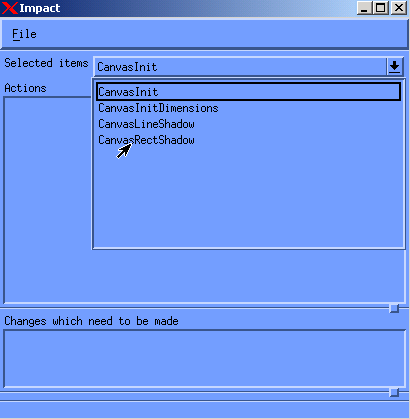 Impact
File
Selected items CanvasInit
Actions
CanvasInit
CanvasInitDimensions
CanvasLineShadow
CanvasRectShadow
Changes which need to be made